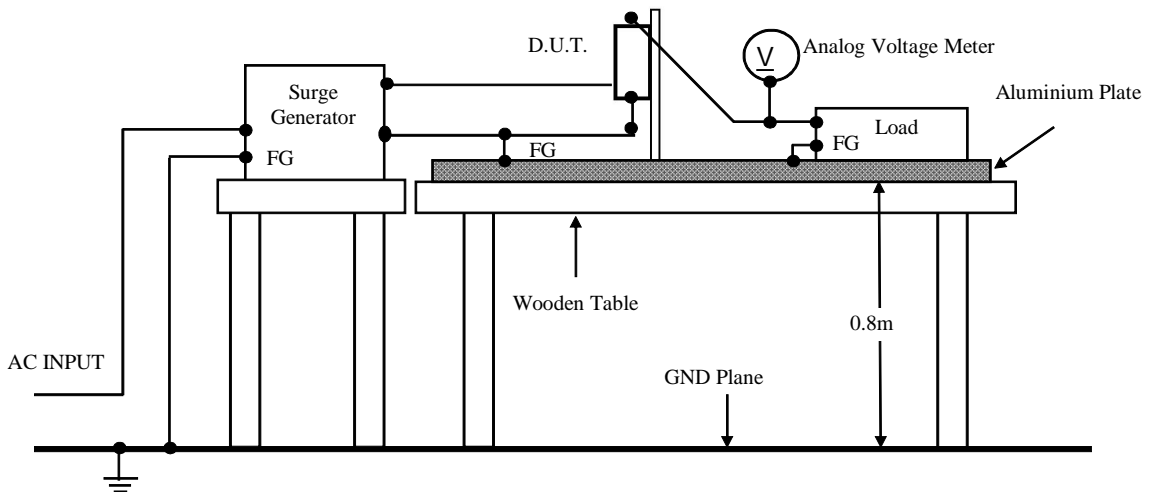 D.U.T.
Analog Voltage Meter
V
Surge
Generator
Aluminium Plate
Load
FG
FG
FG
Wooden Table
0.8m
AC INPUT
GND Plane